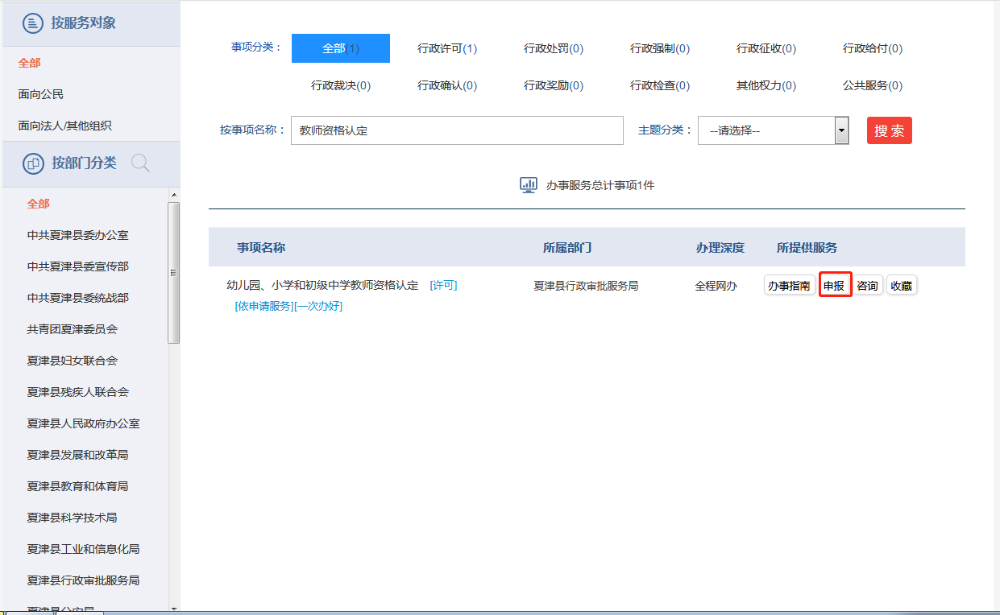 按服务对象
全部
面向公民
面向法人/其他组织
按部门分类
全部
中共夏津县委办公室
中共夏津县委宣传部
中共夏津县委统战部
共青团夏津委员会
夏津县妇女联合会
夏津县残疾人联合会
夏津县人民政府办公室
夏津县发展和改革局
夏津县教育和体育局
夏津县科学技术局
夏津县工业和信息化局
夏津县行政审批服务局
夏津县公安局
事项分类： 全部(1) 行政许可(1) 行政处罚(0) 行政强制(0) 行政征收(0) 行政给付(0)
行政裁决(0) 行政确认(0) 行政奖励(0) 行政检查(0) 其他权力(0) 公共服务(0)
按事项名称： 教师资格认定 主题分类： --请选择-- 搜 索
办事服务总计事项1件
事项名称 所属部门 办理深度 所提供服务
幼儿园、小学和初级中学教师资格认定 [许可] 夏津县行政审批服务局 全程网办 办事指南 申报 咨询 收藏
[依申请服务][一次办好]